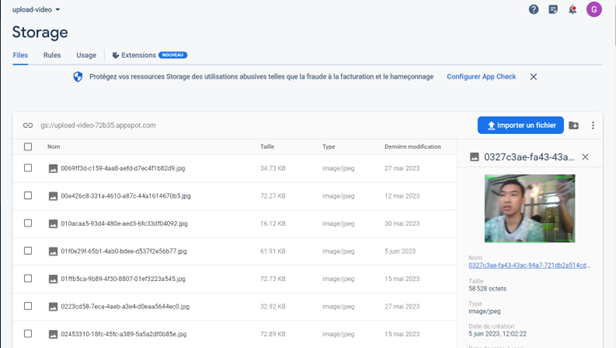 upload-video
G
Storage
Files Rules Usage Extensions NOUVEAU
Protégez vos ressources Storage des utilisations abusives telles que la fraude à la facturation et le hameçonnage Configurer App Check
gs://upload-video-72b35.appspot.com Importer un fichier
Nom Taille Type Dernière modification
0327c3ae-fa43-43a...
0069ff3d-c159-4aa8-aefd-d7ec4f1b82d9.jpg 34.73 KB image/jpeg 27 mai 2023
00e426c8-331a-4610-a87c-44a1614670b5.jpg 72.27 KB image/jpeg 12 mai 2023
010acaa5-93d4-480e-aed3-6fc33df04092.jpg 16.12 KB image/jpeg 30 mai 2023
01f0e29f-65b1-4ab0-bdee-d537f2e56b77.jpg 61.91 KB image/jpeg 5 juin 2023
01ffb5ca-9b89-4f30-8807-01ef3223a545.jpg 72.73 KB image/jpeg 15 mai 2023
0223cd58-7eca-4aeb-a3e4-d0eaa5644ec0.jpg 32.92 KB image/jpeg 27 mai 2023
02453310-18fc-45fc-a389-5a5a2df0b85e.jpg 72.89 KB image/jpeg 15 mai 2023
Nom
0327c3ae-fa43-43ac-94a7-721db2a514cd...
Taille
58 528 octets
Type
image/jpeg
Date de création
5 juin 2023, 12:02:22